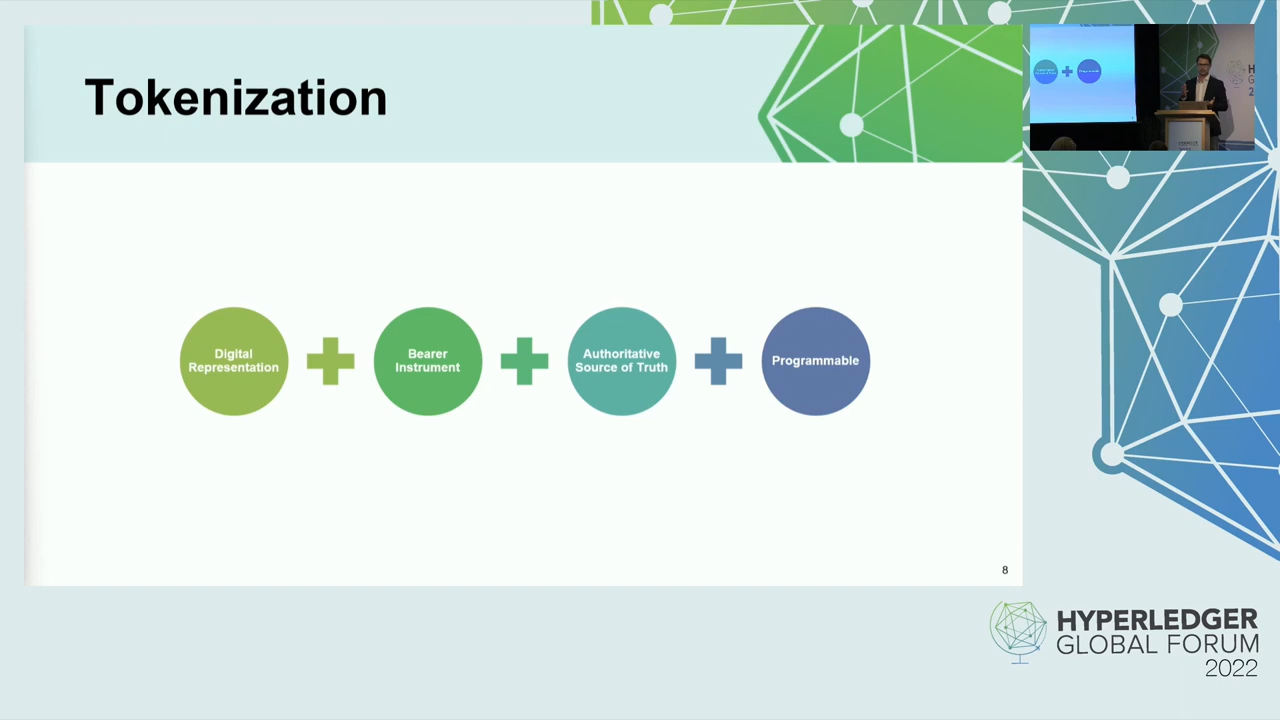 Tokenization
Digital
Representation
Bearer
Instrument
Authoritative
Source of Truth
Programmable
8
HYPERLEDGER
GLOBAL FORUM
2022